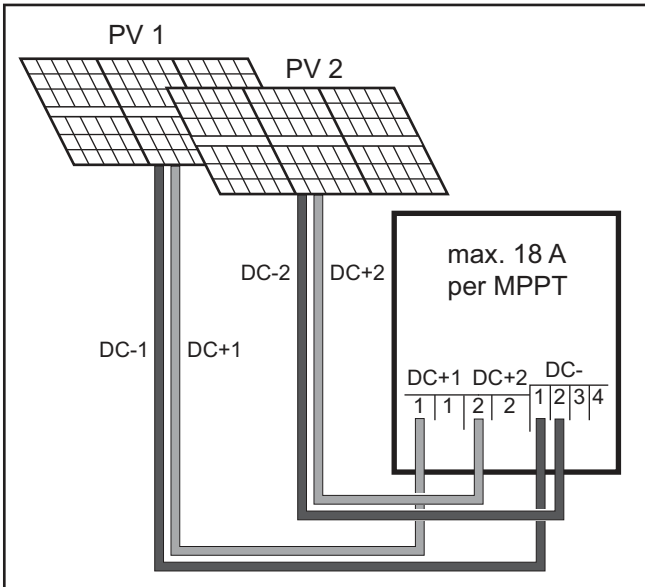 PV 1
PV 2
max. 18 A
per MPPT
DC-2
DC+2
DC-1
DC+1
DC+1 DC+2 DC-
1 1 2 2 1 2 3 4